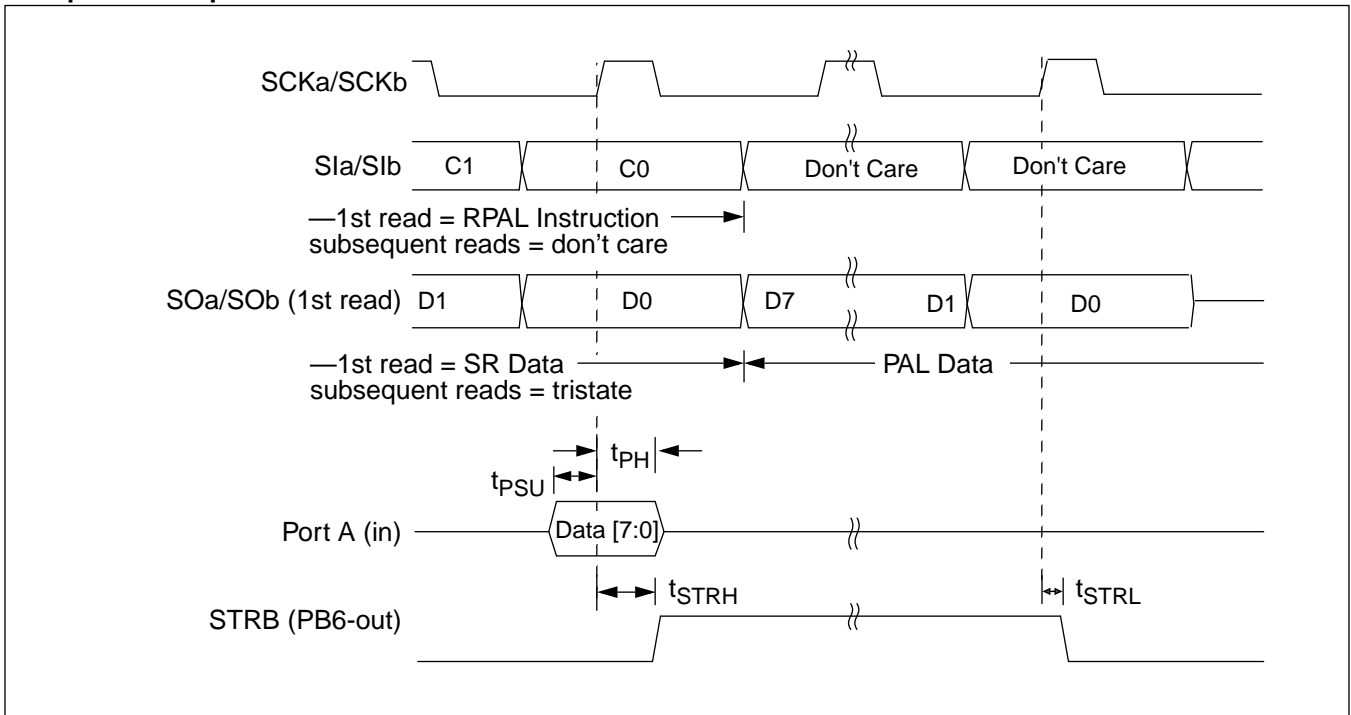 SCKa/SCKb
SIa/SIb C1 C0 Don't Care Don't Care
—1st read = RPAL Instruction
subsequent reads = don't care
SOa/SOb (1st read) D1 D0 D7 D1 D0
—1st read = SR Data PAL Data
subsequent reads = tristate
tPH
tPSU
Port A (in) Data [7:0]
tSTRH tSTRL
STRB (PB6-out)